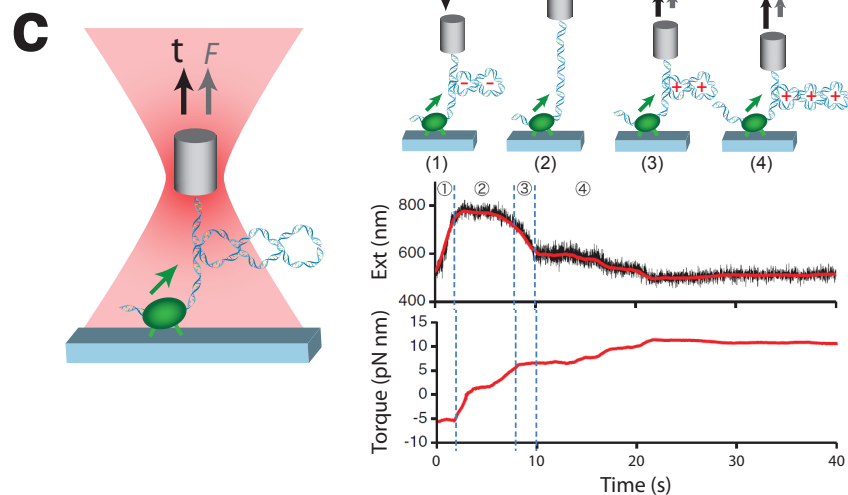 C
t F
- -
+ +
+ + +
(1) (2) (3) (4)
① ② ③ ④
800
600
400
Ext (nm)
15
10
5
0
-5
-10
Torque (pN nm)
0 10 20 30 40
Time (s)